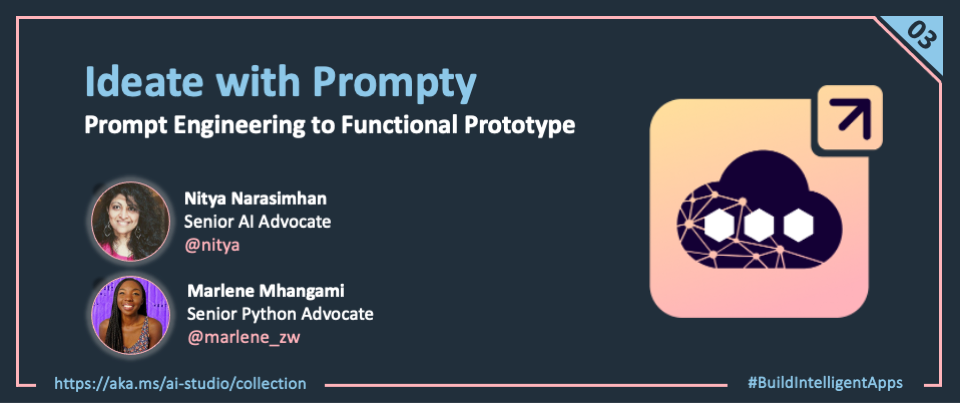 03
Ideate with Prompty
Prompt Engineering to Functional Prototype
Nitya Narasimhan
Senior AI Advocate
@nitya
Marlene Mhangami
Senior Python Advocate
@marlene_zw
https://aka.ms/ai-studio/collection
#BuildIntelligentApps